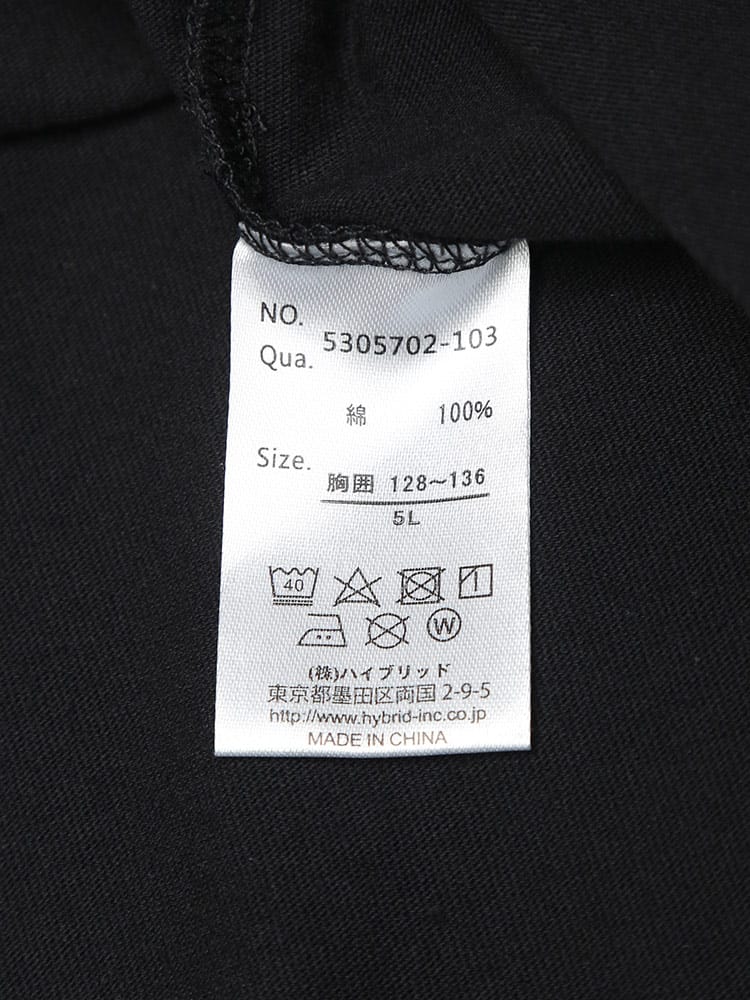 NO.
5305702-103
Qua.
綿 100%
Size.
胸囲 128～136
5L
40
W
(株)ハイブリッド
東京都墨田区両国 2-9-5
http://www.hybrid-inc.co.jp
MADE IN CHINA